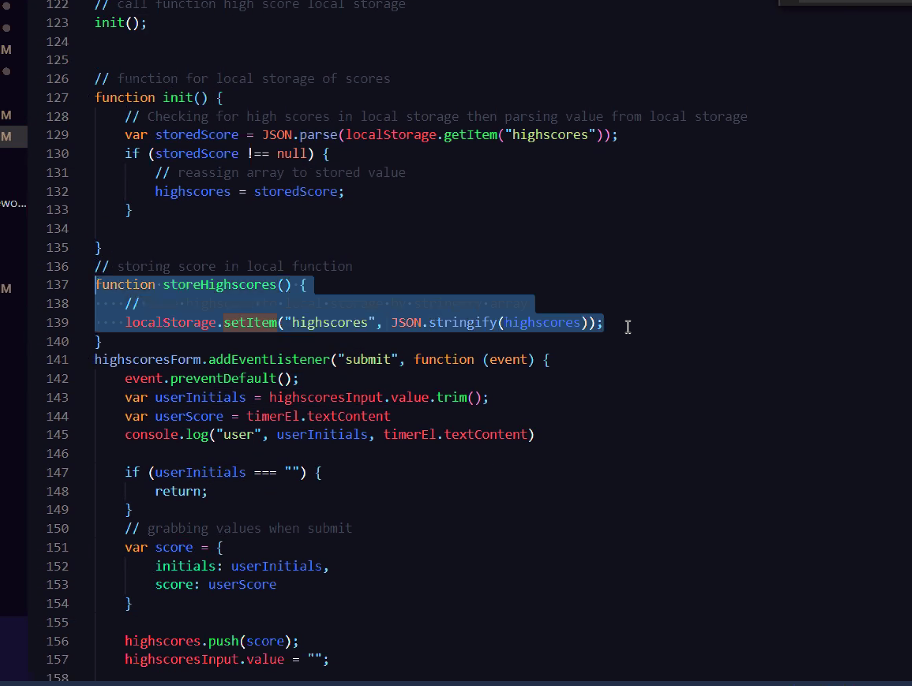 122 // call function high score local storage
123 init();
124
125
126 // function for local storage of scores
M
127 function init() {
128 // Checking for high scores in local storage then parsing value from local storage
M
129 var storedScore = JSON.parse(localStorage.getItem("highscores"));
M
130 if (storedScore !== null) {
131 // reassign array to stored value
132 highscores = storedScore;
wo...
133 }
134
135 }
136 // storing score in local function
137 function storeHighscores() {
M
138 //
139 localStorage.setItem("highscores", JSON.stringify(highscores));
140 }
141 highscoresForm.addEventListener("submit", function (event) {
142 event.preventDefault();
143 var userInitials = highscoresInput.value.trim();
144 var userScore = timerEl.textContent
145 console.log("user", userInitials, timerEl.textContent)
146
147 if (userInitials === "") {
148 return;
149 }
150 // grabbing values when submit
151 var score = {
152 initials: userInitials,
153 score: userScore
154 }
155
156 highscores.push(score);
157 highscoresInput.value = "";
158